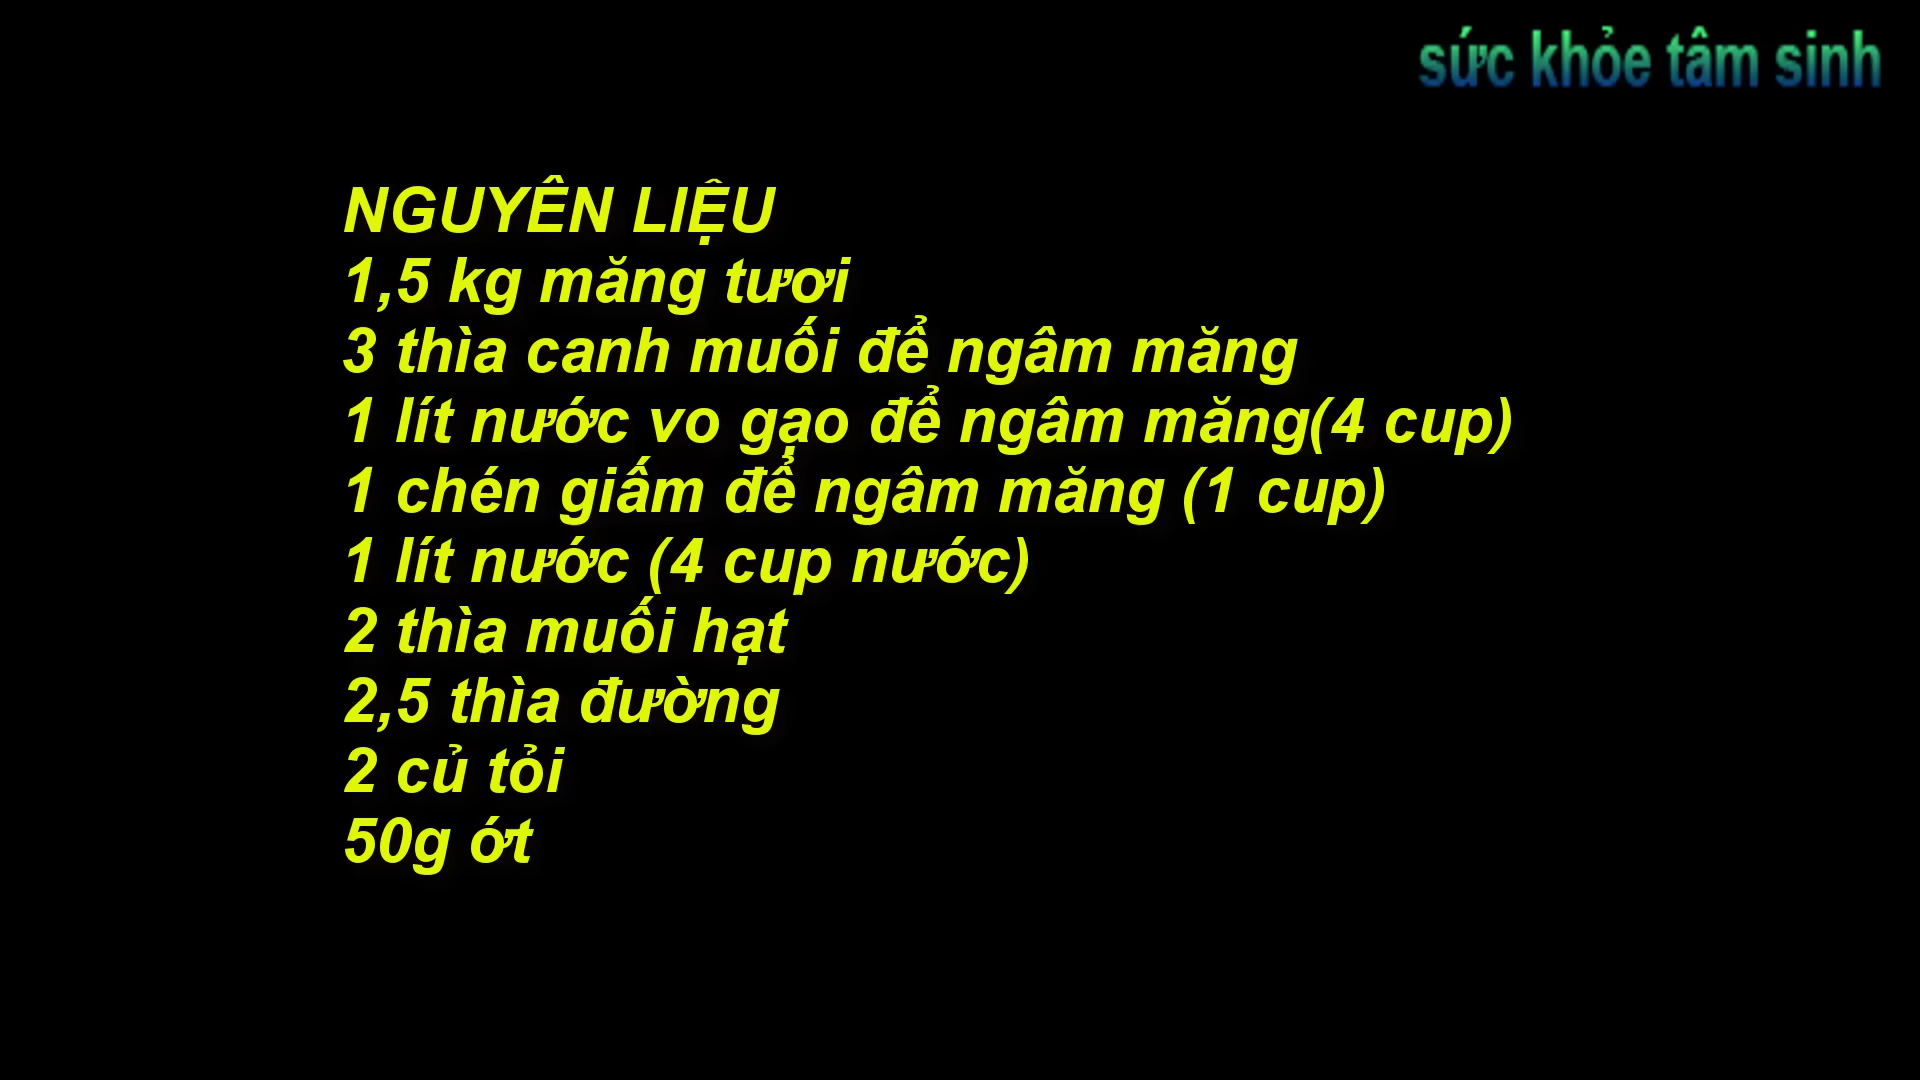 sức khỏe tâm sinh
NGUYÊN LIỆU
1,5 kg măng tươi
3 thìa canh muối để ngâm măng
1 lít nước vo gạo để ngâm măng(4 cup)
1 chén giấm để ngâm măng (1 cup)
1 lít nước (4 cup nước)
2 thìa muối hạt
2,5 thìa đường
2 củ tỏi
50g ớt